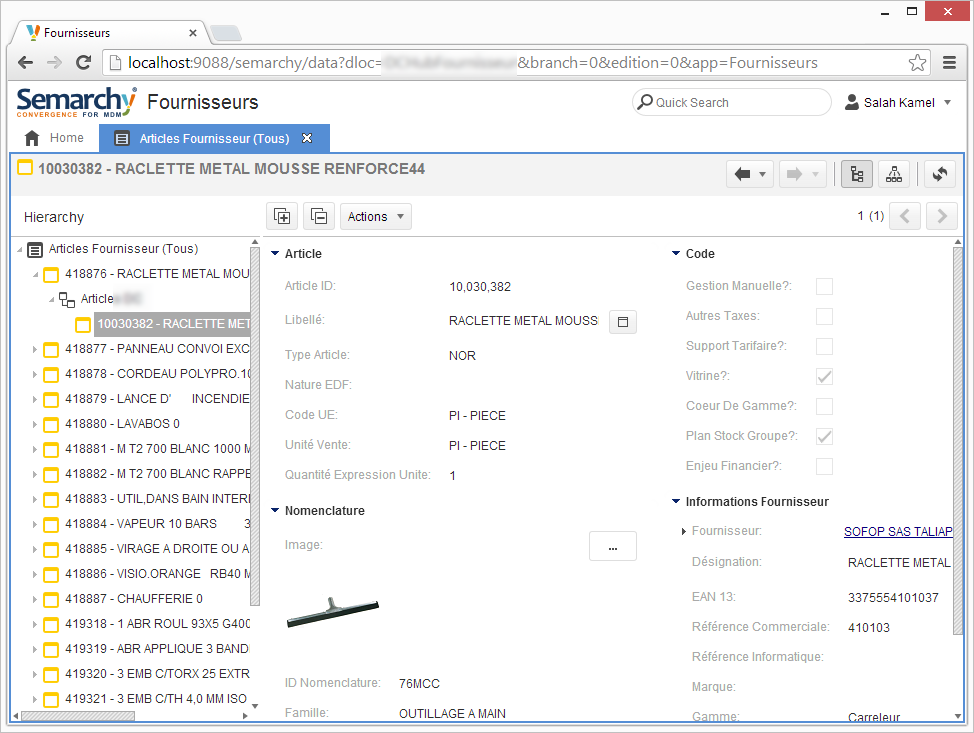 Fournisseurs
localhost:9088/semarchy/data?dloc= &branch=0&edition=0&app=Fournisseurs
Semarchy
CONVERGENCE FOR MDM
Fournisseurs
Quick Search
Salah Kamel
Home
Articles Fournisseur (Tous)
10030382 - RACLETTE METAL MOUSSE RENFORCE44
Hierarchy
Actions
1 (1)
Articles Fournisseur (Tous)
418876 - RACLETTE METAL MOU
Article
10030382 - RACLETTE MET
418877 - PANNEAU CONVOI EXC
418878 - CORDEAU POLYPRO.10
418879 - LANCE D' INCENDIE
418880 - LAVABOS 0
418881 - M T2 700 BLANC 1000 M
418882 - M T2 700 BLANC RAPPE
418883 - UTIL,DANS BAIN INTERI
418884 - VAPEUR 10 BARS 3
418885 - VIRAGE A DROITE OU A
418886 - VISIO.ORANGE RB40 M
418887 - CHAUFFERIE 0
419318 - 1 ABR ROUL 93X5 G400
419319 - ABR APPLIQUE 3 BAND
419320 - 3 EMB C/TORX 25 EXTR
419321 - 3 EMB C/TH 4,0 MM ISO
Article
Article ID: 10,030,382
Libellé: RACLETTE METAL MOUSS
Type Article: NOR
Nature EDF:
Code UE: PI - PIECE
Unité Vente: PI - PIECE
Quantité Expression Unite: 1
Nomenclature
Image: ...
ID Nomenclature: 76MCC
Famille: OUTILLAGE A MAIN
Code
Gestion Manuelle?:
Autres Taxes:
Support Tarifaire?:
Vitrine?:
Coeur De Gamme?:
Plan Stock Groupe?:
Enjeu Financier?:
Informations Fournisseur
Fournisseur: SOFOP SAS TALIAP
Désignation: RACLETTE METAL
EAN 13: 3375554101037
Référence Commerciale: 410103
Référence Informatique:
Marque:
Gamme: Carreleur